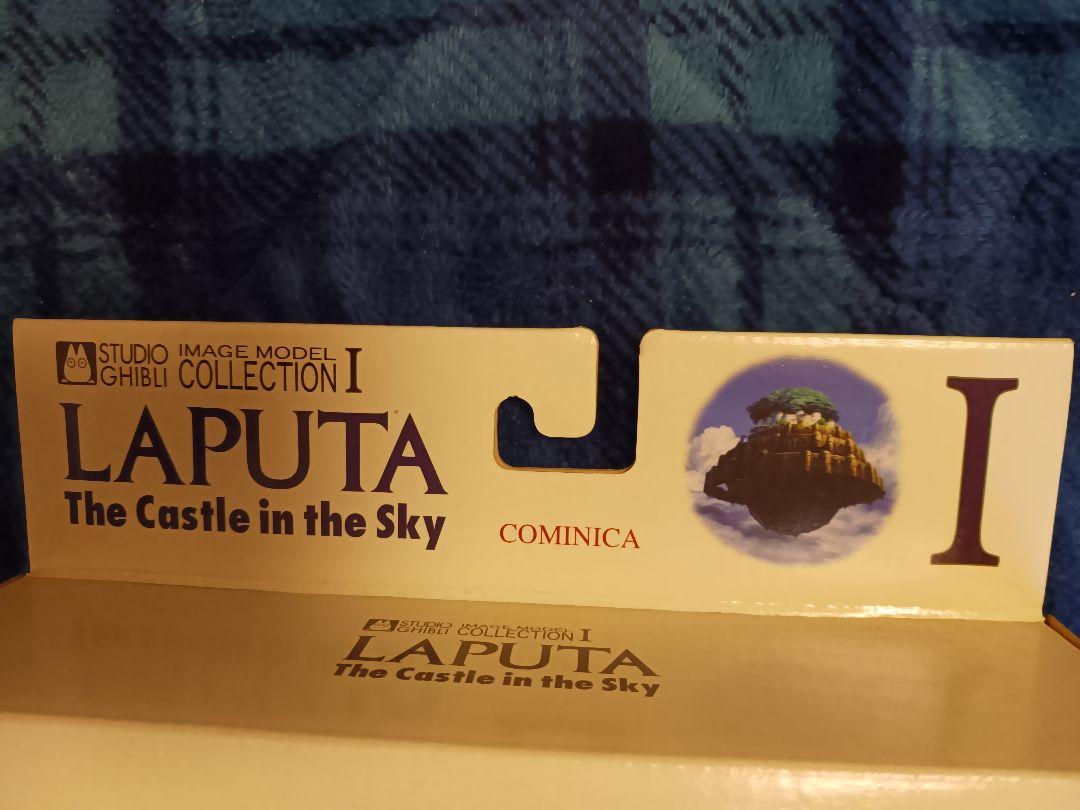 STUDIO GHIBLI IMAGE MODEL COLLECTION I
LAPUTA
The Castle in the Sky
COMINICA
I
STUDIO GHIBLI IMAGE MODEL COLLECTION I
LAPUTA
The Castle in the Sky